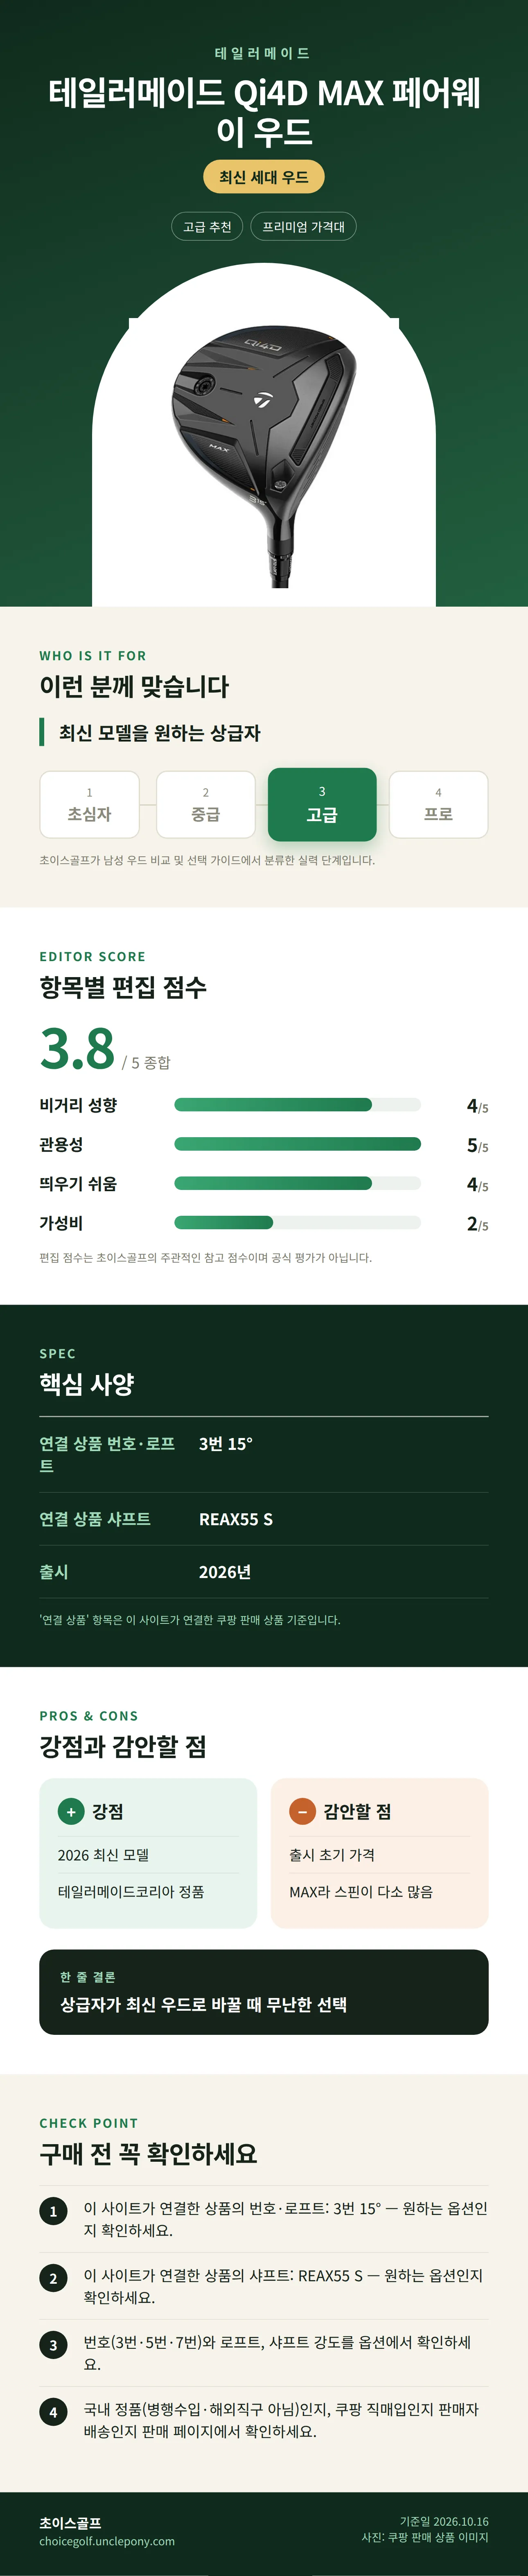 테일러메이드
테일러메이드 Qi4D MAX 페어웨
이 우드
최신 세대 우드
고급 추천
프리미엄 가격대
Qi4D
MAX
WHO IS IT FOR
이런 분께 맞습니다
최신 모델을 원하는 상급자
1
초심자
2
중급
3
고급
4
프로
초이스골프가 남성 우드 비교 및 선택 가이드에서 분류한 실력 단계입니다.
EDITOR SCORE
항목별 편집 점수
3.8 / 5 종합
비거리 성향 4/5
관용성 5/5
띄우기 쉬움 4/5
가성비 2/5
편집 점수는 초이스골프의 주관적인 참고 점수이며 공식 평가가 아닙니다.
SPEC
핵심 사양
연결 상품 번호·로프 3번 15°
트
연결 상품 샤프트 REAX55 S
출시 2026년
'연결 상품' 항목은 이 사이트가 연결한 쿠팡 판매 상품 기준입니다.
PROS & CONS
강점과 감안할 점
+ 강점
2026 최신 모델
테일러메이드코리아 정품
− 감안할 점
출시 초기 가격
MAX라 스핀이 다소 많음
한 줄 결론
상급자가 최신 우드로 바꿀 때 무난한 선택
CHECK POINT
구매 전 꼭 확인하세요
1 이 사이트가 연결한 상품의 번호·로프트: 3번 15° — 원하는 옵션인
지 확인하세요.
2 이 사이트가 연결한 상품의 샤프트: REAX55 S — 원하는 옵션인지
확인하세요.
3 번호(3번·5번·7번)와 로프트, 샤프트 강도를 옵션에서 확인하세
요.
4 국내 정품(병행수입·해외직구 아님)인지, 쿠팡 직매입인지 판매자
배송인지 판매 페이지에서 확인하세요.
초이스골프
choicegolf.unclepony.com
기준일 2026.10.16
사진: 쿠팡 판매 상품 이미지